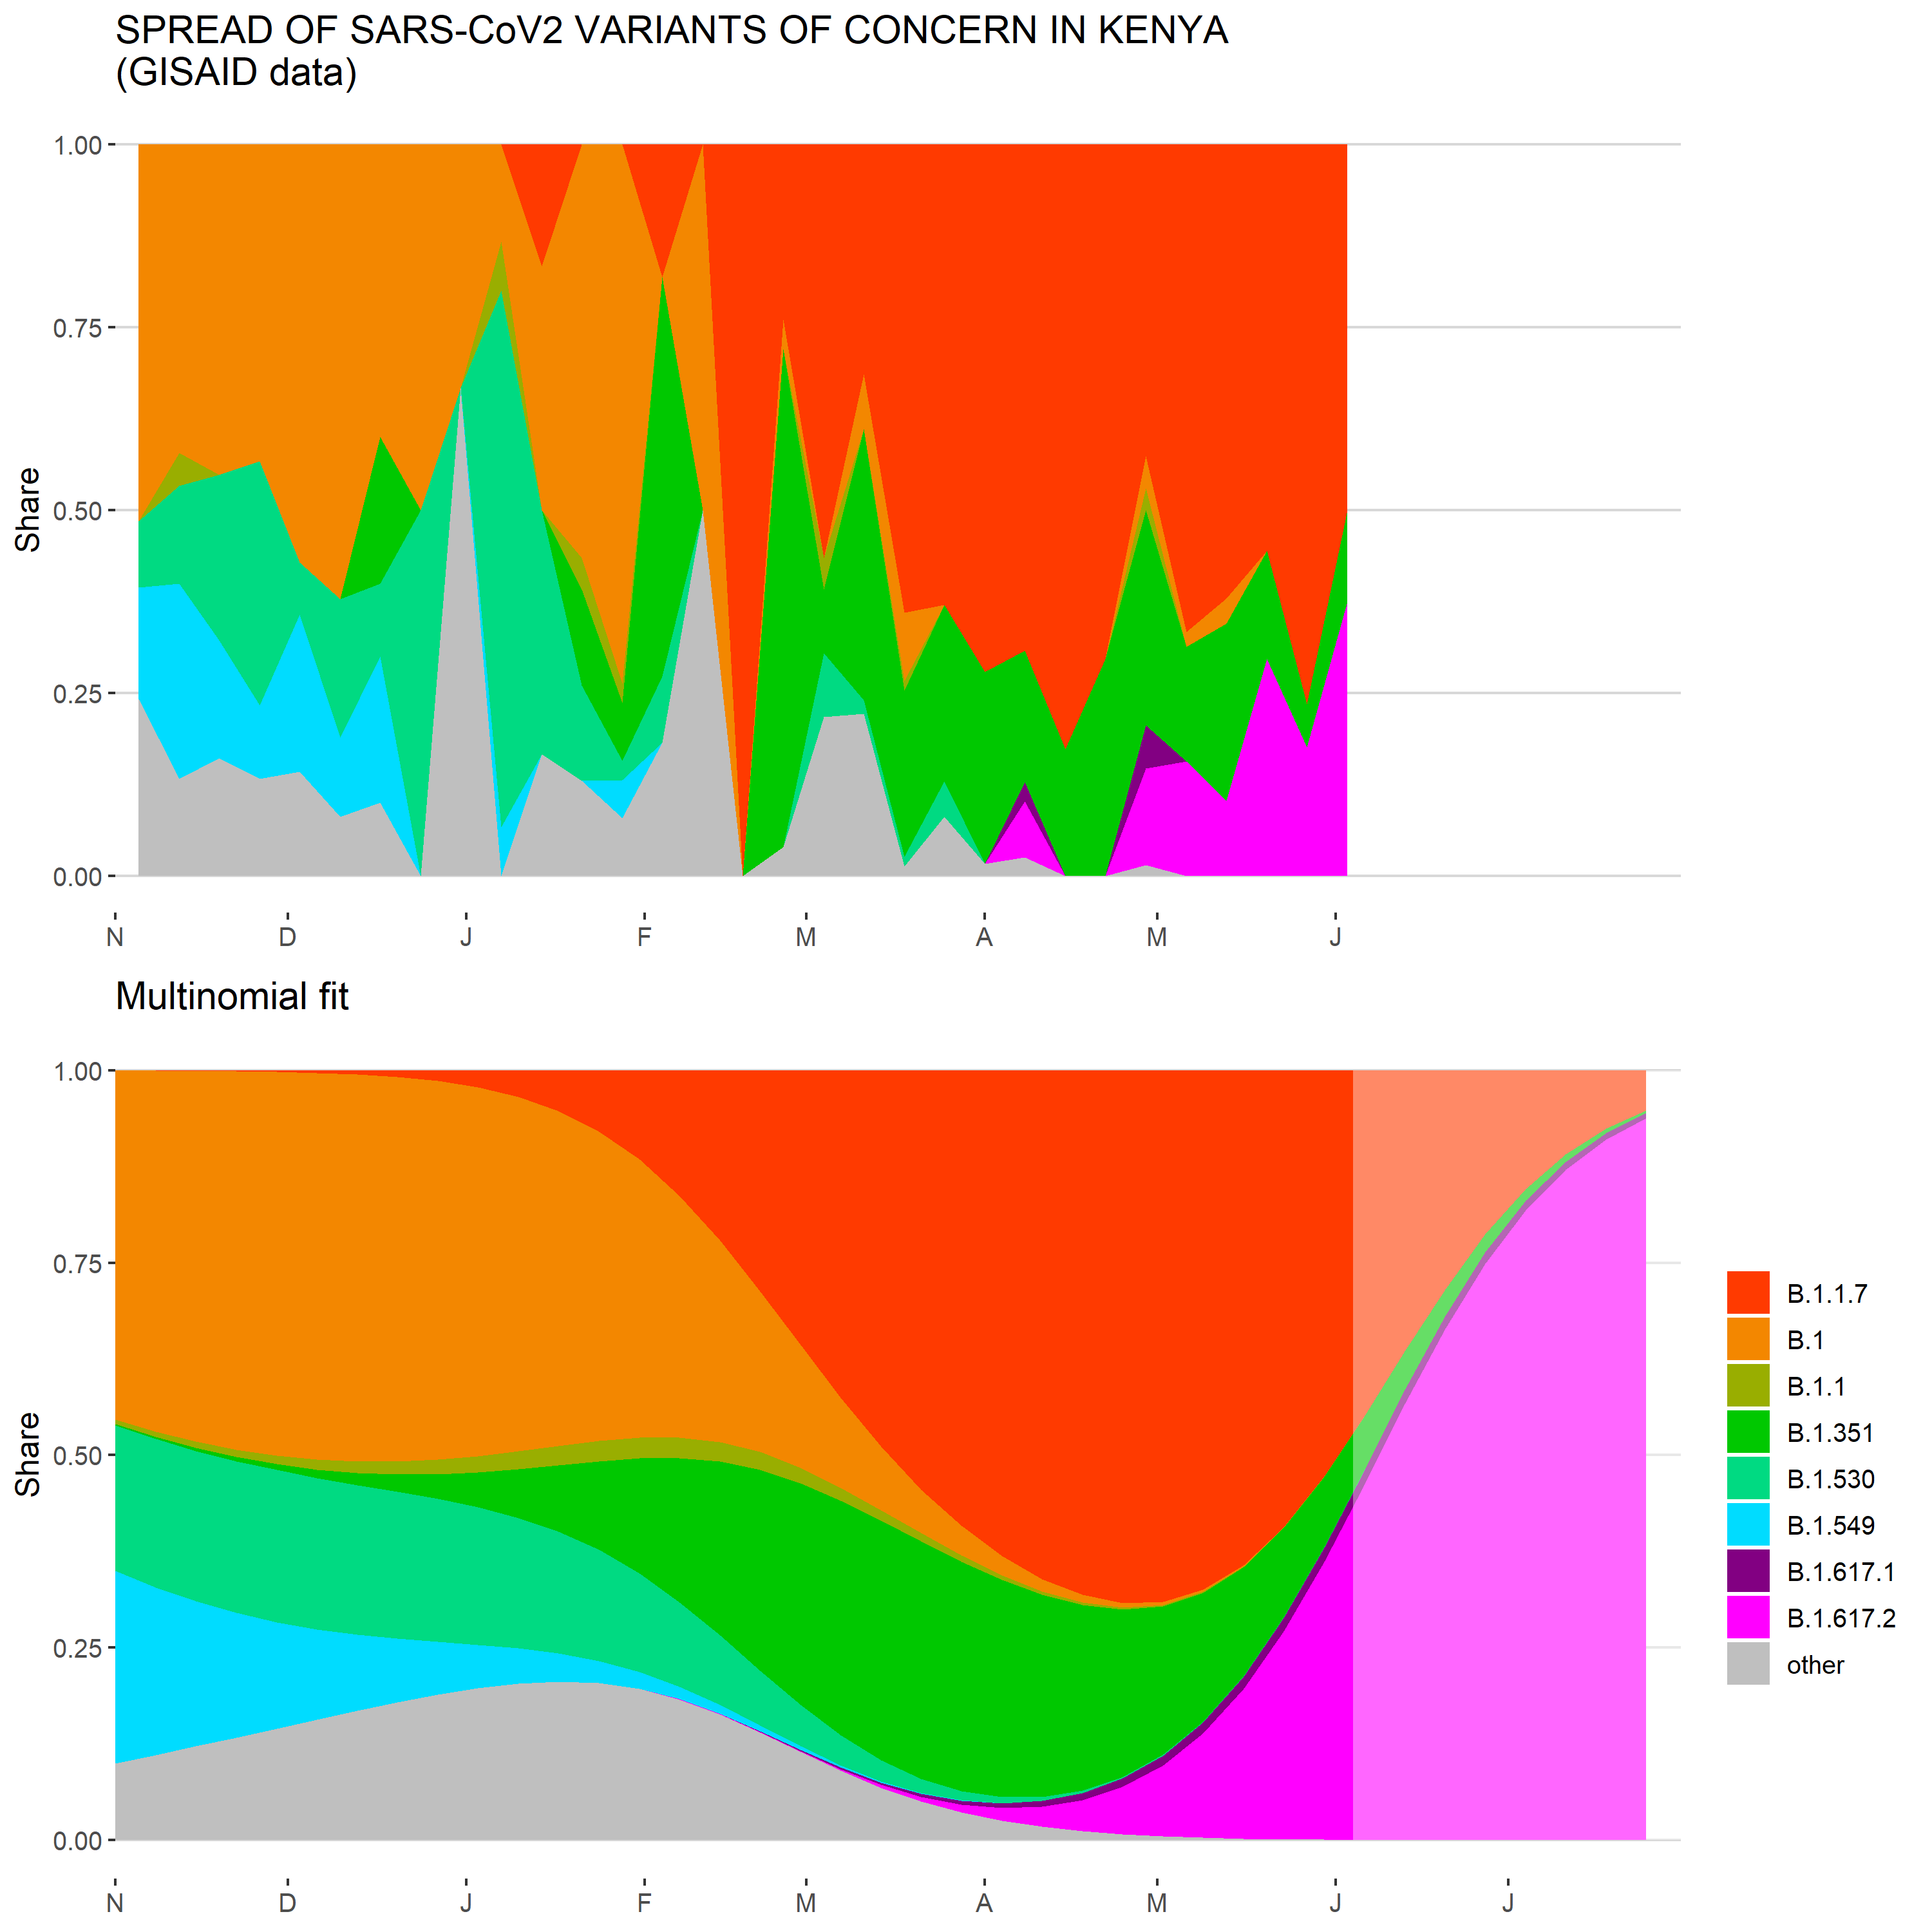 SPREAD OF SARS-CoV2 VARIANTS OF CONCERN IN KENYA
(GISAID data)
1.00
0.75
0.50
0.25
0.00
Share
N D J F M A M J
Multinomial fit
1.00
0.75
0.50
0.25
0.00
Share
N D J F M A M J J
B.1.1.7
B.1
B.1.1
B.1.351
B.1.530
B.1.549
B.1.617.1
B.1.617.2
other